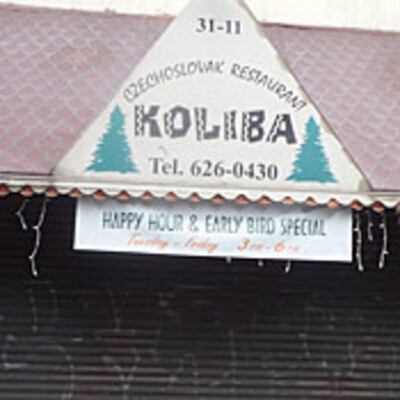 31-11
CZECHOSLOVAK RESTAURANT
KOLIBA
Tel. 626-0430
HAPPY HOUR & EARLY BIRD SPECIAL
Tuesday - Friday 3PM - 6PM